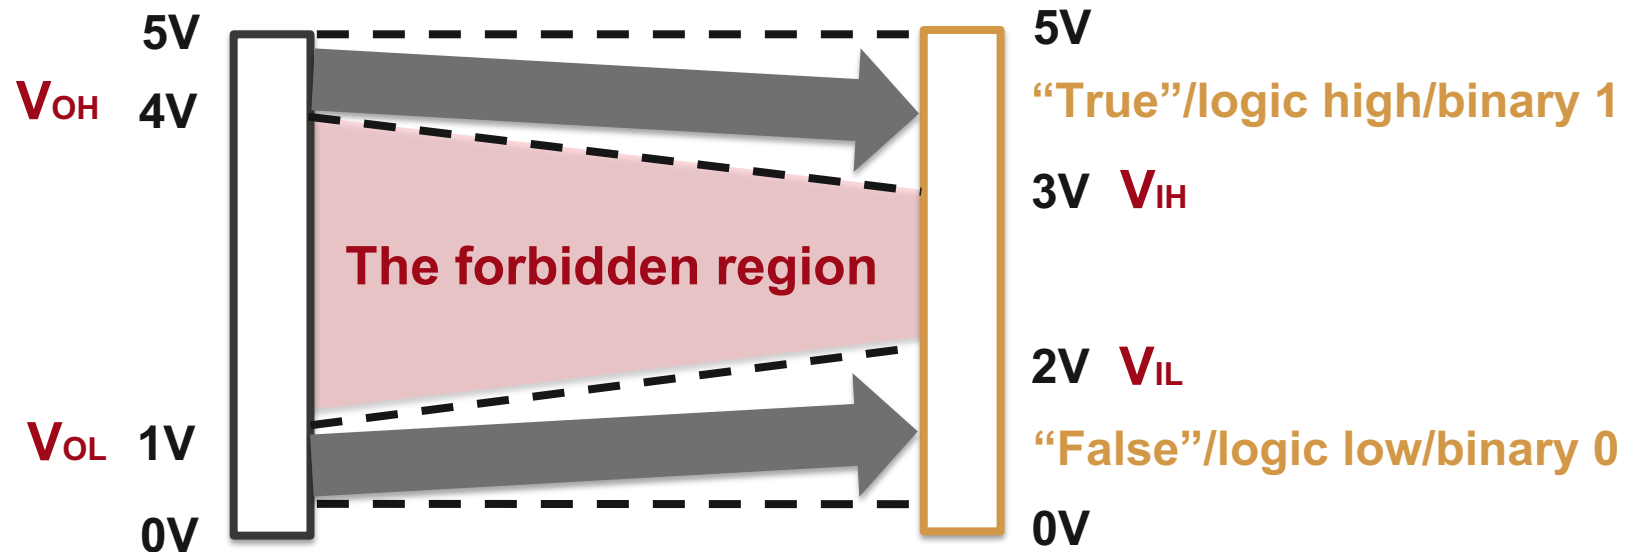 5V
5V
VOH 4V
“True”/logic high/binary 1
3V VIH
The forbidden region
2V VIL
VOL 1V
“False”/logic low/binary 0
0V
0V